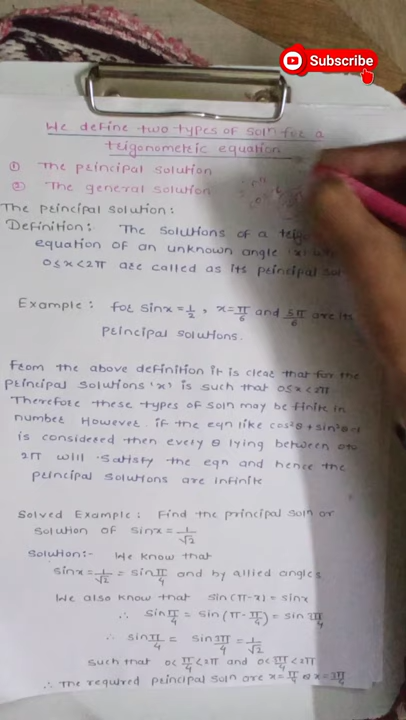 Subscribe
We define two types of soln for a
trigonometric equation
① The principal solution
② The general solution
The principal solution:
Definition: The solutions of a
equation of an unknown angle 'x'
0≤x<2π are called as its principal
Example: for sinx=1/2, x=π/6 and 5π/6 are its
principal solutions.
From the above definition it is clear that for the
principal solutions 'x' is such that 0≤x<2π
Therefore these types of soln may be finite in
number However. if the eqn like cos²θ+sin²θ=1
is considered then every θ lying between 0 to
2π will satisfy the eqn and hence the
principal solutions are infinite
Solved Example: Find the principal soln or
solution of sinx=1/√2
Solution:- We know that
sinx=1/√2=sinπ/4 and by allied angles
We also know that sin(π-x)=sinx
∴ sinπ/4=sin(π-π/4)=sin3π/4
∴ sinπ/4=sin3π/4=1/√2
such that 0<π/4<2π and 0<3π/4<2π
∴ The required principal soln are x=π/4 & x=3π/4